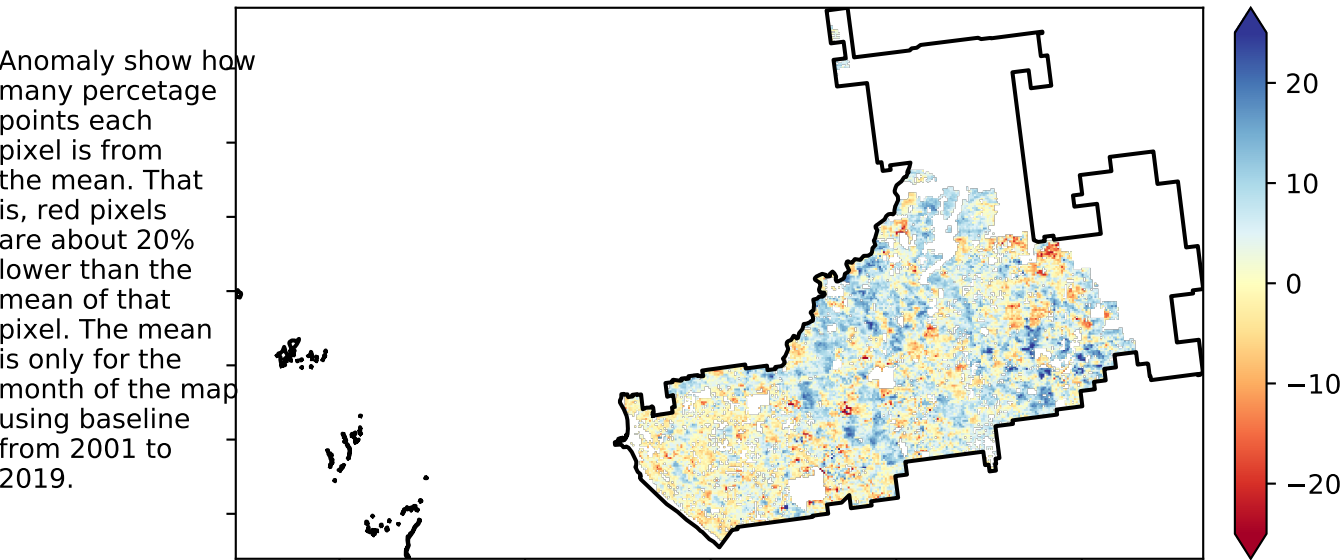 Anomaly show how
many percetage
points each
pixel is from
the mean. That
is, red pixels
are about 20%
lower than the
mean of that
pixel. The mean
is only for the
month of the map
using baseline
from 2001 to
2019.
20
10
0
−10
−20